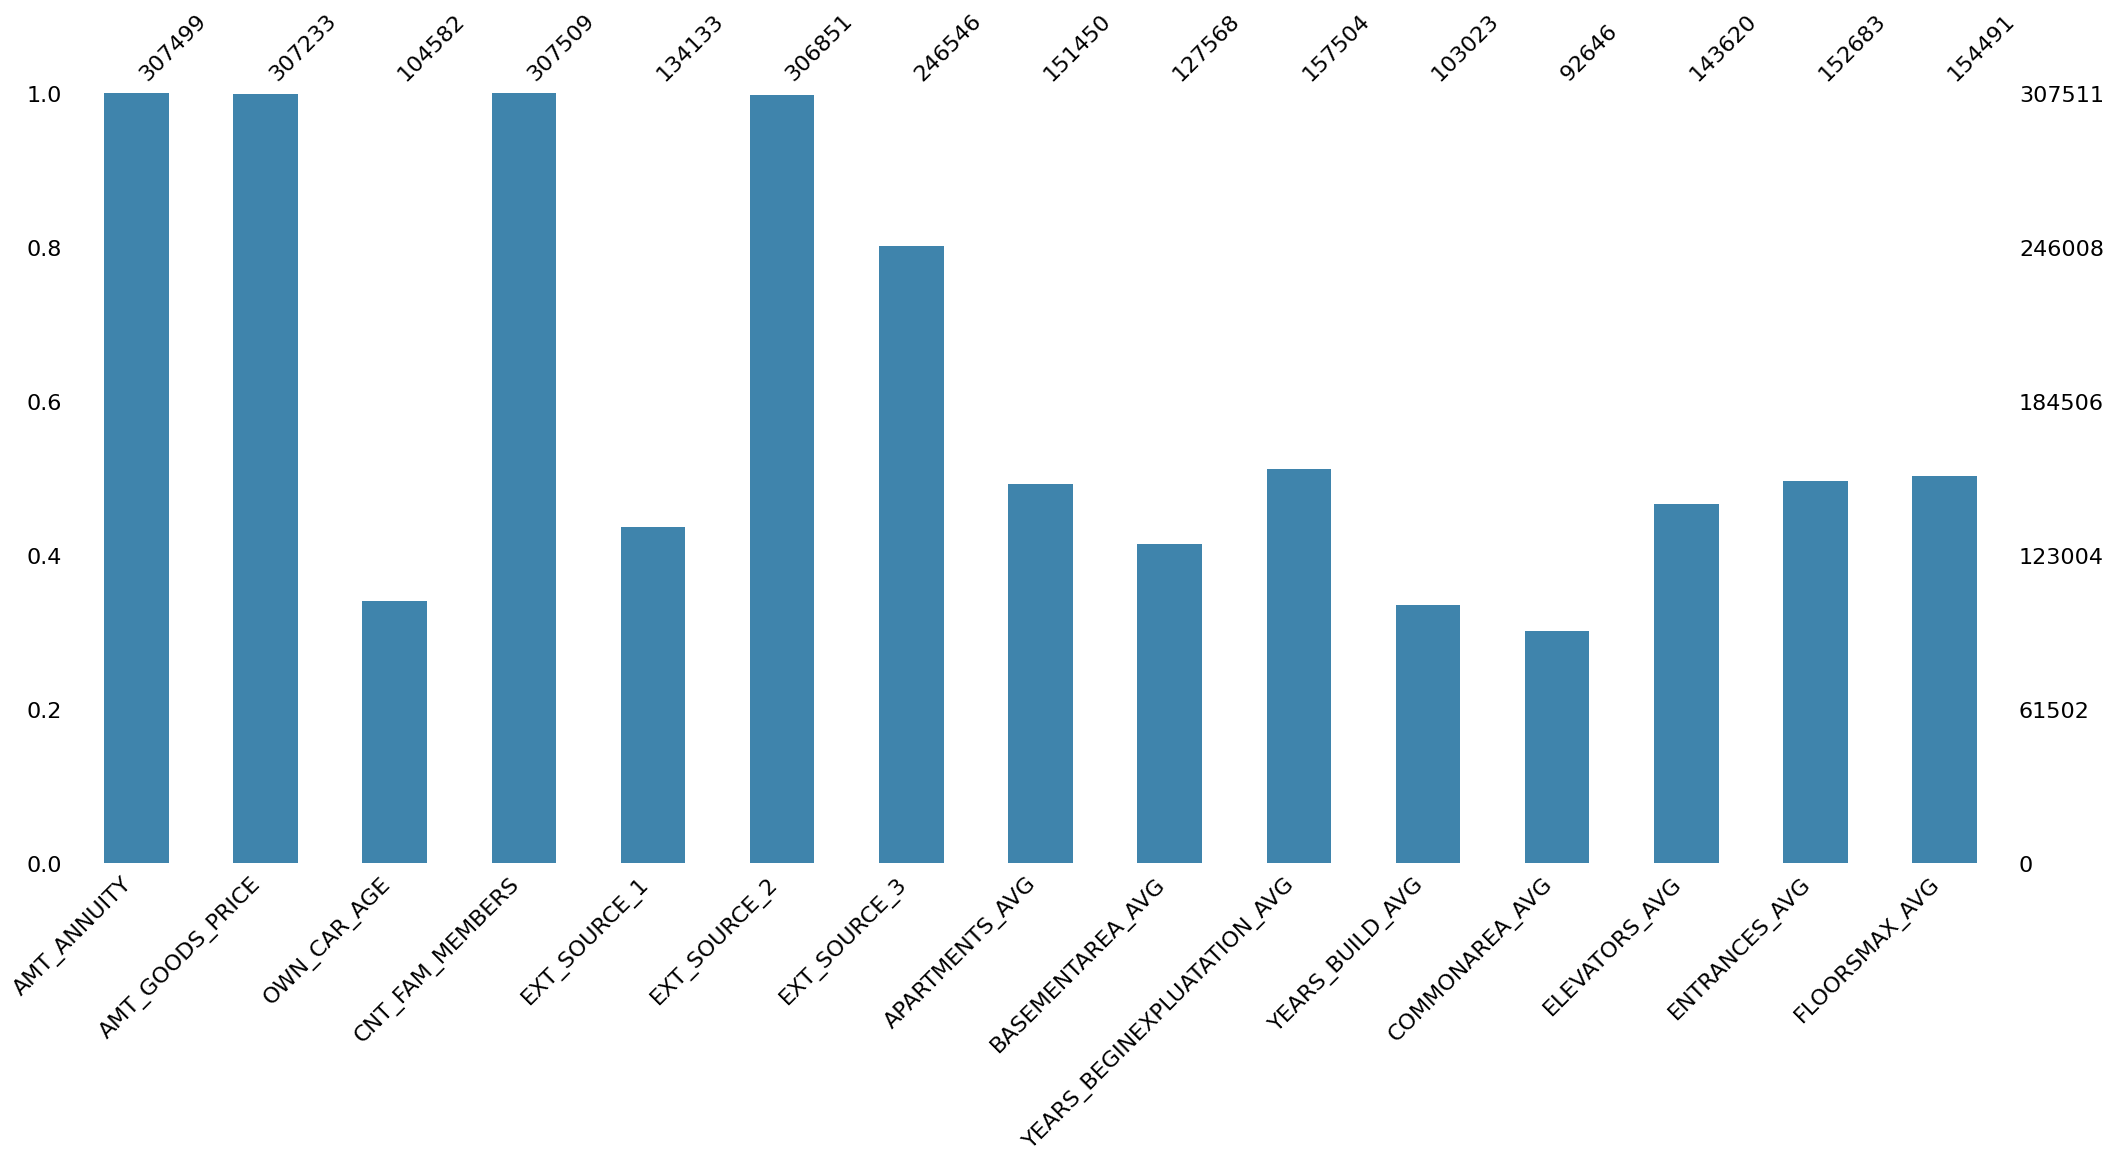 307499
307233
104582
307509
134133
306851
246546
151450
127568
157504
103023
92646
143620
152683
154491
1.0
0.8
0.6
0.4
0.2
0.0
307511
246008
184506
123004
61502
0
AMT_ANNUITY
AMT_GOODS_PRICE
OWN_CAR_AGE
CNT_FAM_MEMBERS
EXT_SOURCE_1
EXT_SOURCE_2
EXT_SOURCE_3
APARTMENTS_AVG
BASEMENTAREA_AVG
YEARS_BEGINEXPLUATATION_AVG
YEARS_BUILD_AVG
COMMONAREA_AVG
ELEVATORS_AVG
ENTRANCES_AVG
FLOORSMAX_AVG